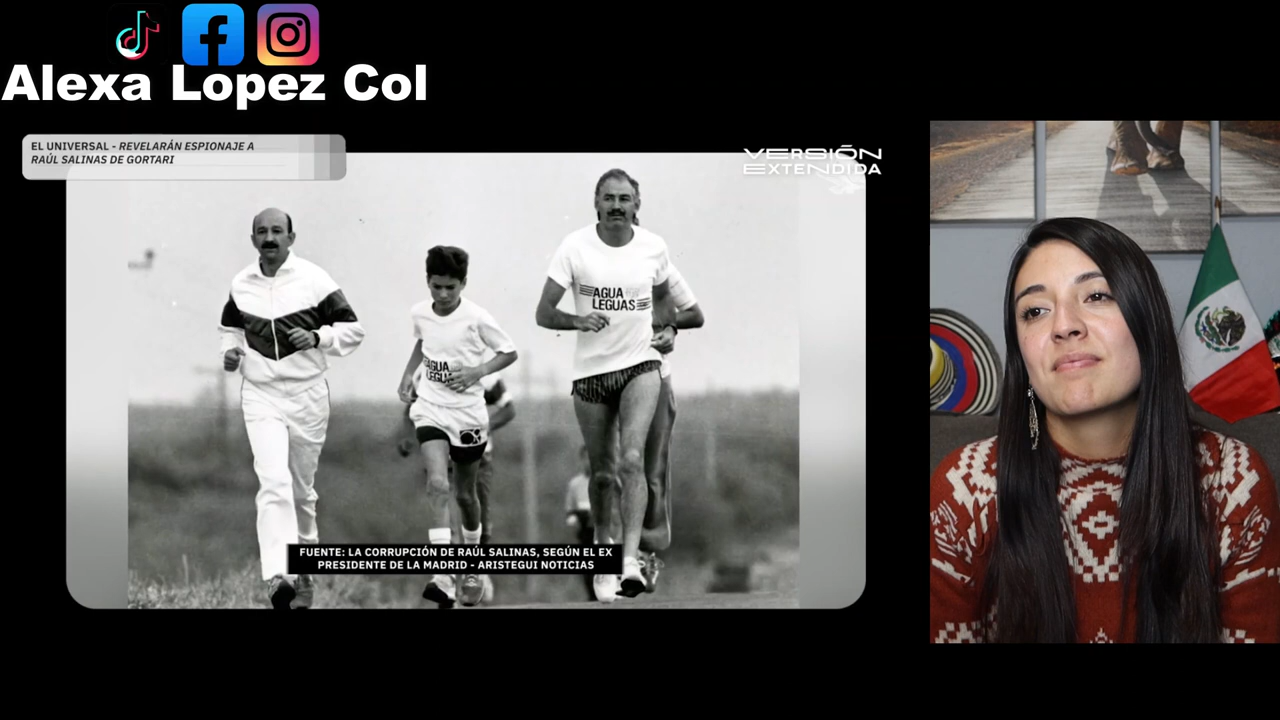 Alexa Lopez Col
EL UNIVERSAL - REVELARÁN ESPIONAJE A
RAÚL SALINAS DE GORTARI
VERSIÓN
EXTENDIDA
AGUA
LEGUAS
AGUA
LEGUAS
FUENTE: LA CORRUPCIÓN DE RAÚL SALINAS, SEGÚN EL EX
PRESIDENTE DE LA MADRID - ARISTEGUI NOTICIAS